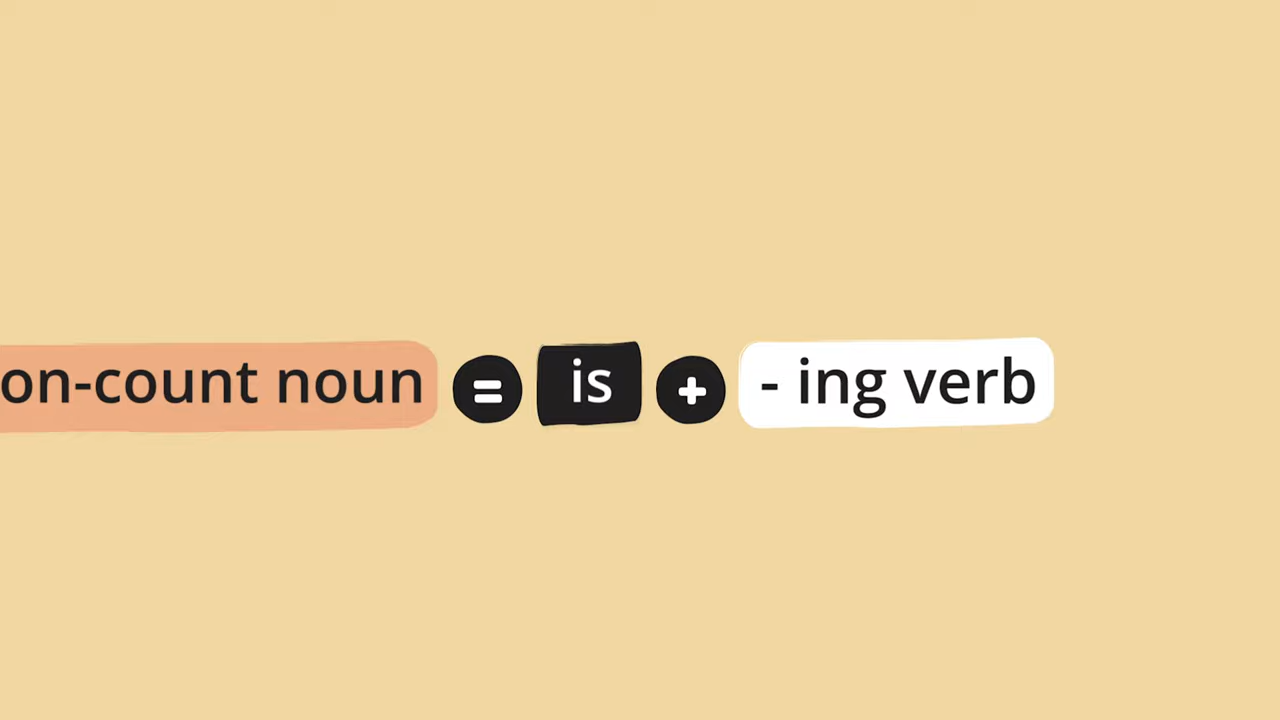 on-count noun = is + - ing verb